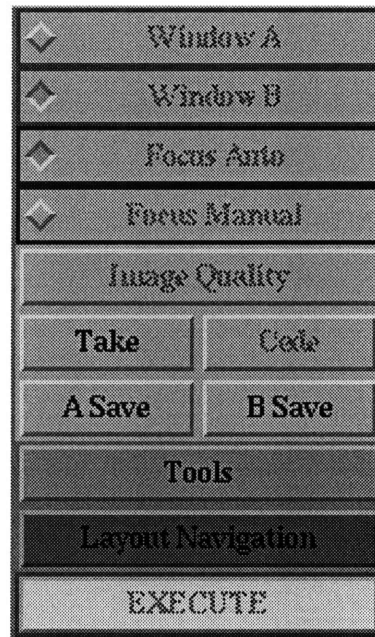 Window A
Window B
Focus Auto
Focus Manual
Image Quality
Take Code
A Save B Save
Tools
Layout Navigation
EXECUTE